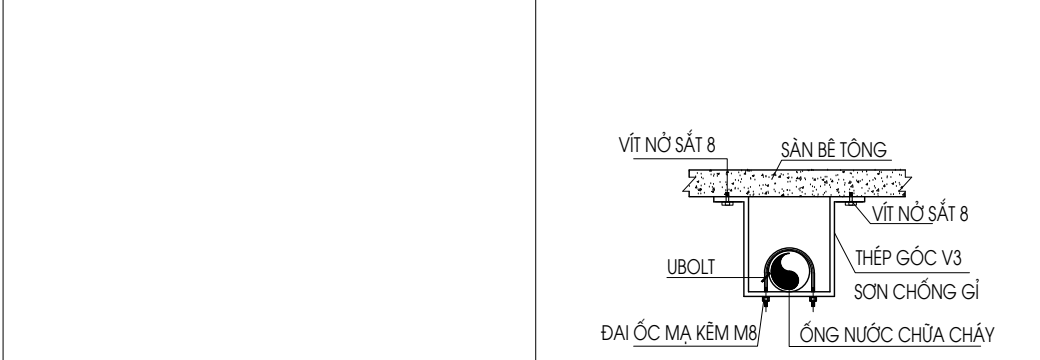 VÍT NỞ SẮT 8
SÀN BÊ TÔNG
VÍT NỞ SẮT 8
UBOLT
THÉP GÓC V3
SƠN CHỐNG GỈ
ĐAI ỐC MẠ KẼM M8
ỐNG NƯỚC CHỮA CHÁY